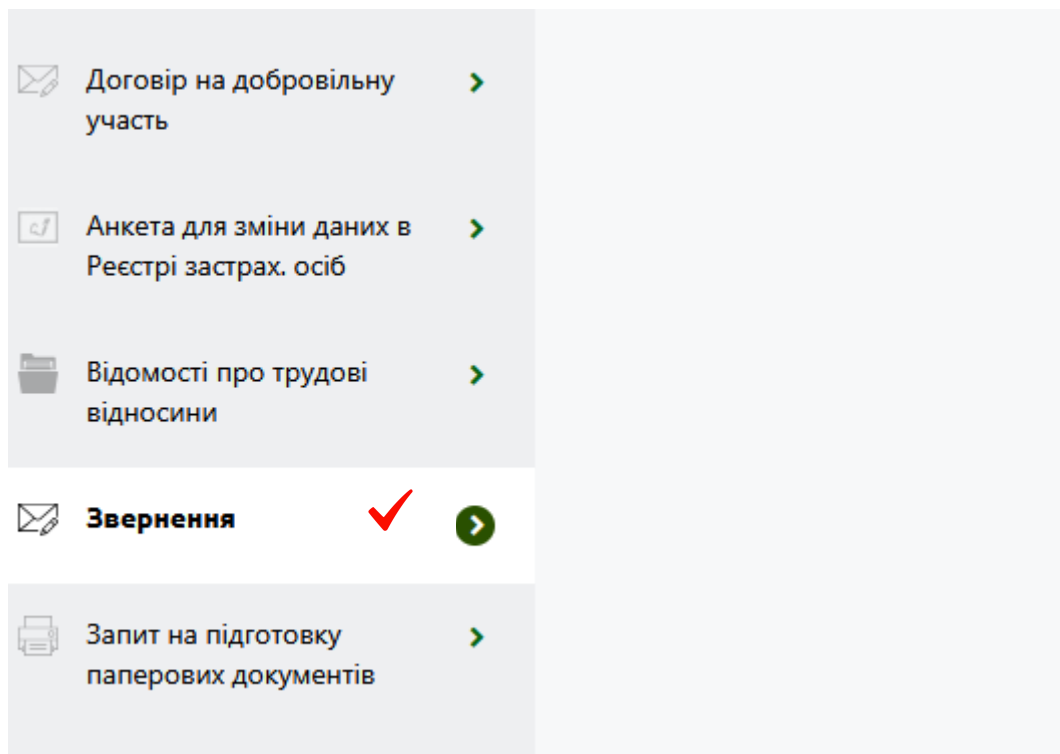 Договір на добровільну
участь
Анкета для зміни даних в
Реєстрі застрах. осіб
Відомості про трудові
відносини
Звернення
Запит на підготовку
паперових документів